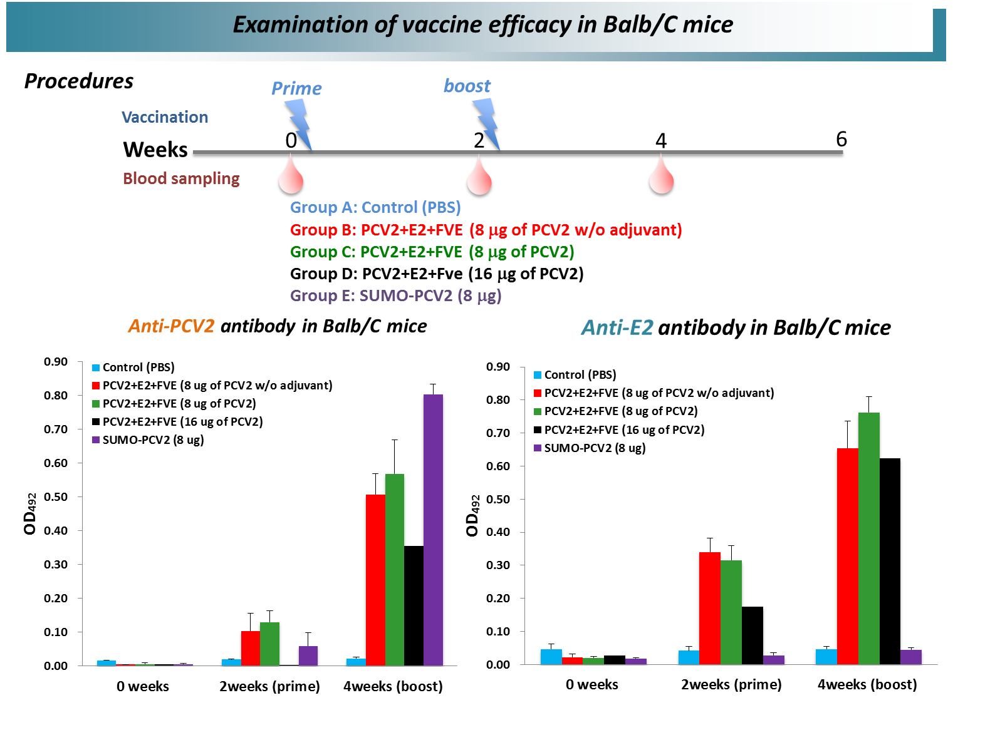 Examination of vaccine efficacy in Balb/C mice
Procedures
Prime
boost
Vaccination
Weeks
0
2
4
6
Blood sampling
Group A: Control (PBS)
Group B: PCV2+E2+FVE (8 µg of PCV2 w/o adjuvant)
Group C: PCV2+E2+FVE (8 µg of PCV2)
Group D: PCV2+E2+Fve (16 µg of PCV2)
Group E: SUMO-PCV2 (8 µg)
Anti-PCV2 antibody in Balb/C mice
0.90
0.80
0.70
0.60
0.50
0.40
0.30
0.20
0.10
0.00
OD492
Control (PBS)
PCV2+E2+FVE (8 ug of PCV2 w/o adjuvant)
PCV2+E2+FVE (8 ug of PCV2)
PCV2+E2+FVE (16 ug of PCV2)
SUMO-PCV2 (8 ug)
0 weeks
2weeks (prime)
4weeks (boost)
Anti-E2 antibody in Balb/C mice
0.90
0.80
0.70
0.60
0.50
0.40
0.30
0.20
0.10
0.00
OD492
Control (PBS)
PCV2+E2+FVE (8 ug of PCV2 w/o adjuvant)
PCV2+E2+FVE (8 ug of PCV2)
PCV2+E2+FVE (16 ug of PCV2)
SUMO-PCV2 (8 ug)
0 weeks
2weeks (prime)
4weeks (boost)